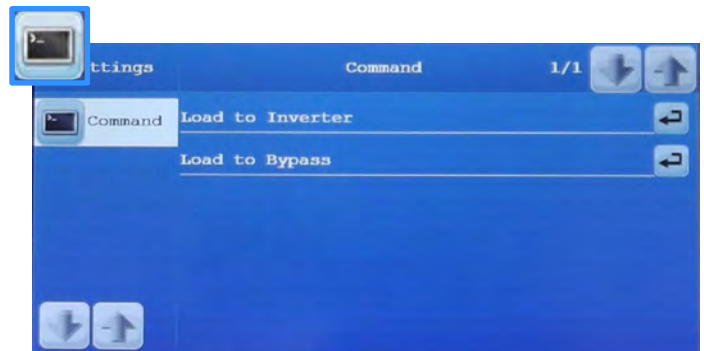 ttings
Command
1/1
Command
Load to Inverter
Load to Bypass